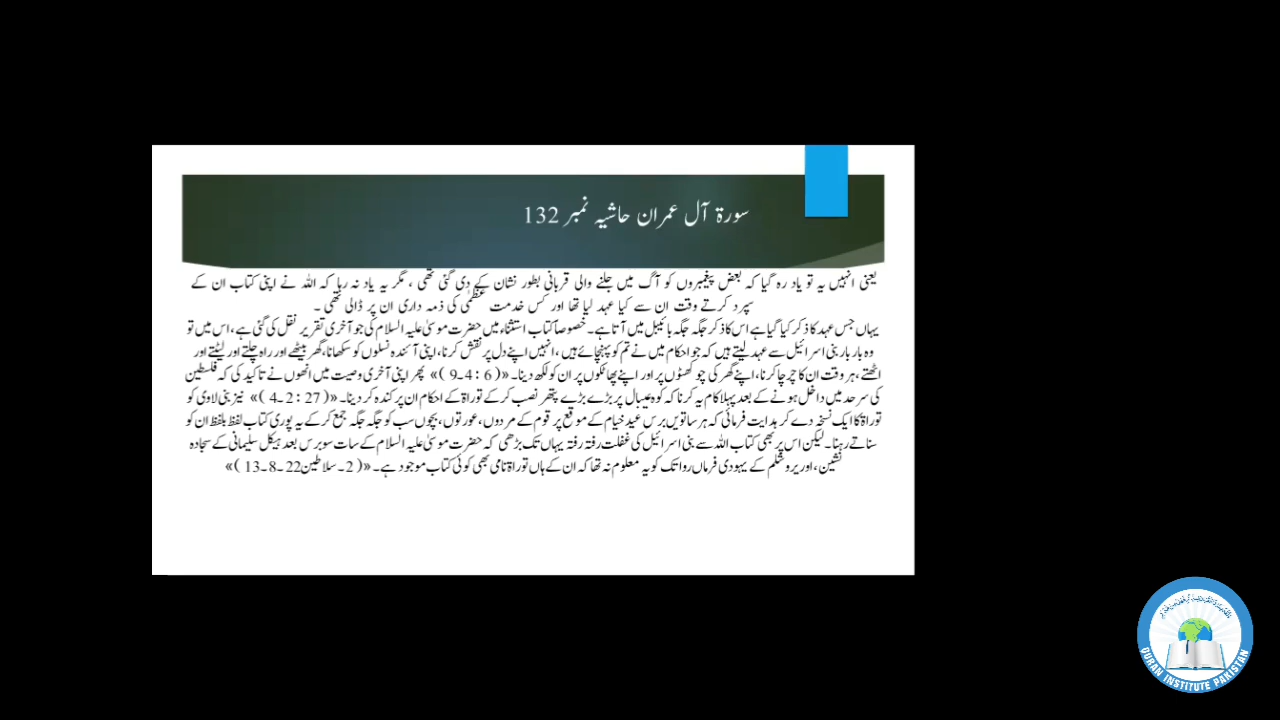 سورۃ آل عمران حاشیہ نمبر 132
یعنی انہیں یہ تو یاد رہ گیا کہ بعض پیغمبروں کو آگ میں جلنے والی قربانی بطور نشان کے دی گئی تھی ، مگر یہ یاد نہ رہا کہ اللہ نے اپنی کتاب ان کے
سپرد کرتے وقت ان سے کیا عہد لیا تھا اور کس خدمت عظمیٰ کی ذمہ داری ان پر ڈالی تھی ۔
یہاں جس عہد کا ذکر کیا گیا ہے اس کا ذکر جگہ جگہ بائیبل میں آتا ہے۔ خصوصاً کتاب استثناء میں حضرت موسیٰ علیہ السلام کی جو آخری تقریر نقل کی گئی ہے، اس میں تو
وہ بار بار بنی اسرائیل سے عہد لیتے ہیں کہ جو احکام میں نے تم کو پہنچائے ہیں ، انہیں اپنے دل پر نقش کرنا، اپنی آئندہ نسلوں کو سکھانا، گھر بیٹھے اور راہ چلتے اور لیٹتے اور
اٹھتے، ہر وقت ان کا چرچا کرنا، اپنے گھر کی چوکھٹوں پر اور اپنے پھاٹکوں پر ان کو لکھ دینا۔ «( 6 : 4۔9 )» پھر اپنی آخری وصیت میں انھوں نے تاکید کی کہ فلسطین
کی سرحد میں داخل ہونے کے بعد پہلا کام یہ کرنا کہ کوہ عیبال پر بڑے بڑے پتھر نصب کر کے توراۃ کے احکام ان پر کندہ کر دینا۔ «( 27 : 2۔4 )» نیز بنی لاوی کو
توراۃ کا ایک نسخہ دے کر ہدایت فرمائی کہ ہر ساتویں برس عید خیام کے موقع پر قوم کے مردوں، عورتوں، بچوں سب کو جگہ جگہ جمع کر کے یہ پوری کتاب لفظ بلفظ ان کو
سناتے رہنا۔ لیکن اس پر بھی کتاب اللہ سے بنی اسرائیل کی غفلت رفتہ رفتہ یہاں تک بڑھی کہ حضرت موسیٰ علیہ السلام کے سات سو برس بعد ہیکل سلیمانی کے سجادہ
نشین، اور یروشلم کے یہودی فرماں روا تک کو یہ معلوم نہ تھا کہ ان کے ہاں توراۃ نامی بھی کوئی کتاب موجود ہے۔ «( 2۔ سلاطین 22۔8۔13 )»
QURAN INSTITUTE PAKISTAN